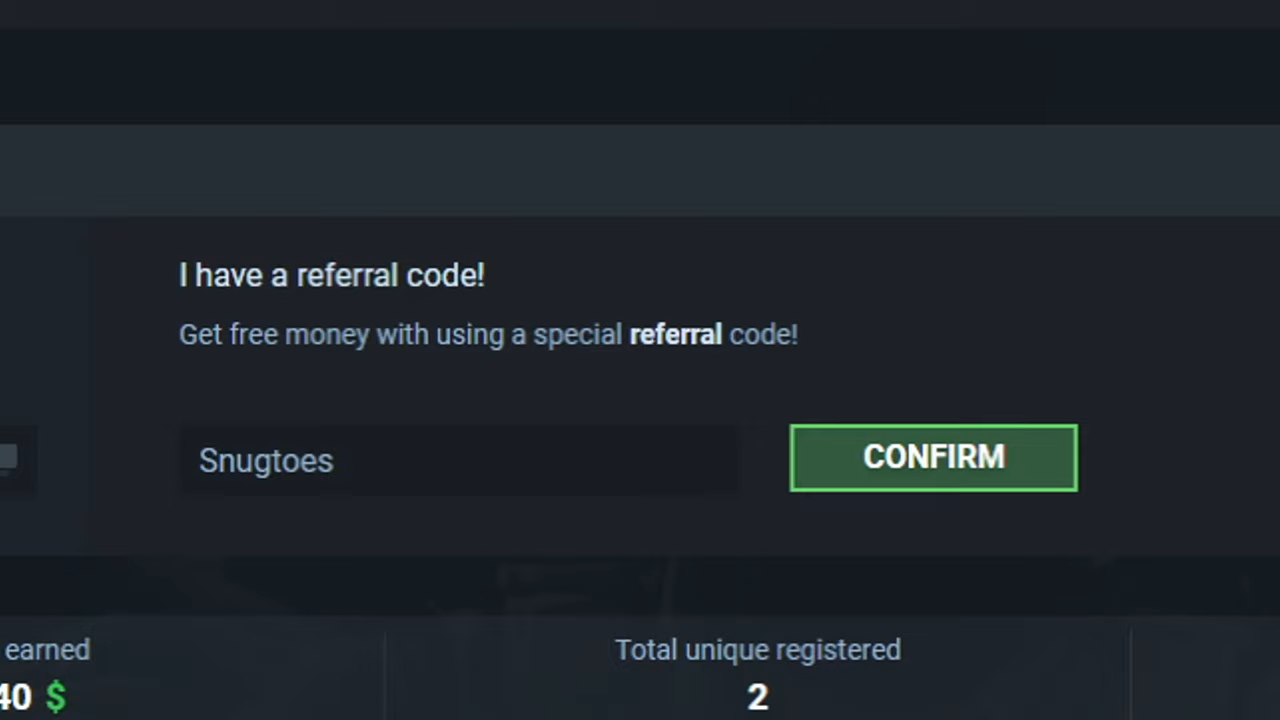 I have a referral code!
Get free money with using a special referral code!
Snugtoes
CONFIRM
earned
Total unique registered
40 $
2